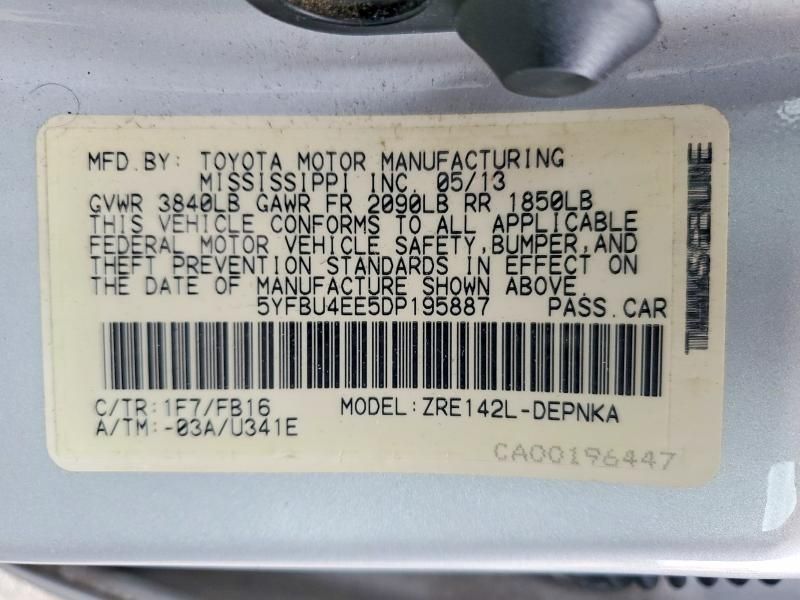 MFD.BY: TOYOTA MOTOR MANUFACTURING
MISSISSIPPI INC. 05/13
GVWR 3840LB GAWR FR 2090LB RR 1850LB
THIS VEHICLE CONFORMS TO ALL APPLICABLE
FEDERAL MOTOR VEHICLE SAFETY,BUMPER,AND
THEFT PREVENTION STANDARDS IN EFFECT ON
THE DATE OF MANUFACTURE SHOWN ABOVE.
5YFBU4EE5DP195887 PASS.CAR
C/TR:1F7/FB16 MODEL:ZRE142L-DEPNKA
A/TM:-03A/U341E
CA00196447